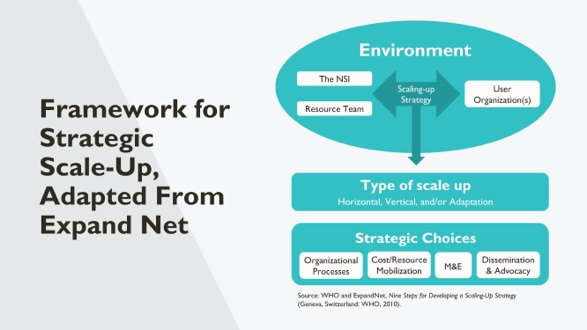 Framework for
Strategic
Scale-Up,
Adapted From
Expand Net
Environment
The NSI
Resource Team
Scaling-up
Strategy
User
Organization(s)
Type of scale up
Horizontal, Vertical, and/or Adaptation
Strategic Choices
Organizational
Processes
Cost/Resource
Mobilization
M&E
Dissemination
& Advocacy
Source: WHO and ExpandNet, Nine Steps for Developing a Scaling-Up Strategy
(Geneva, Switzerland: WHO, 2010).